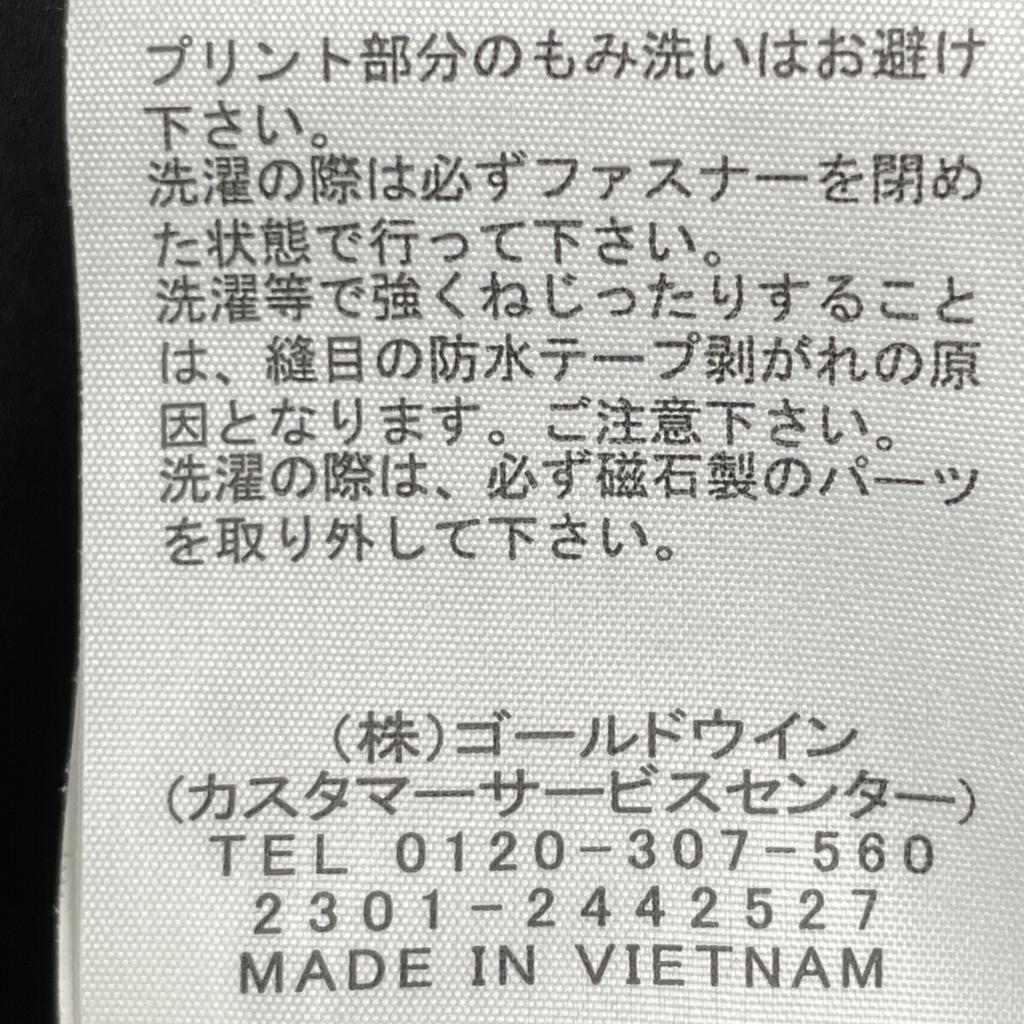 プリント部分のもみ洗いはお避け
下さい。
洗濯の際は必ずファスナーを閉め
た状態で行って下さい。
洗濯等で強くねじったりすること
は、縫目の防水テープ剥がれの原
因となります。ご注意下さい。
洗濯の際は、必ず磁石製のパーツ
を取り外して下さい。
(株)ゴールドウイン
(カスタマーサービスセンター)
TEL 0120-307-560
2301-2442527
MADE IN VIETNAM